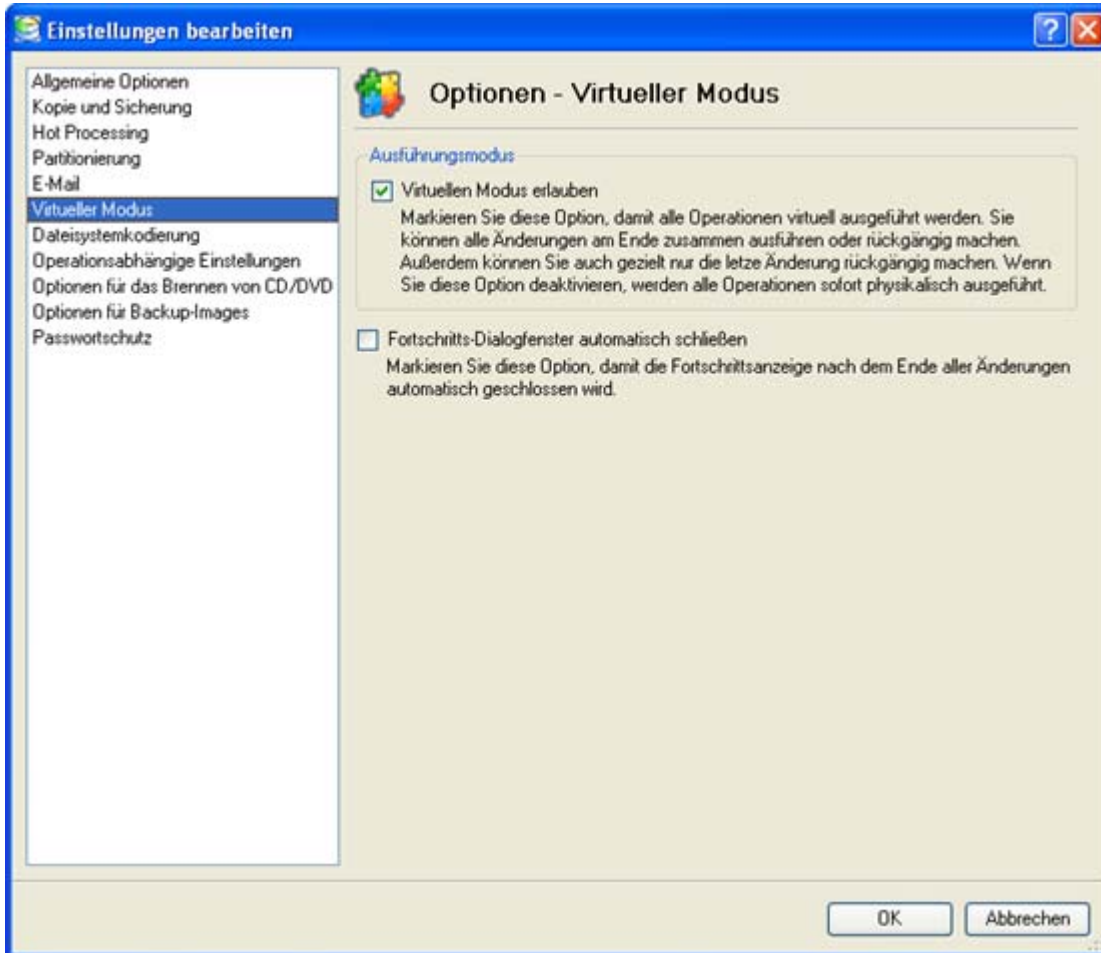 Einstellungen bearbeiten
Allgemeine Optionen
Kopie und Sicherung
Hot Processing
Partitionierung
E-Mail
Virtueller Modus
Dateisystemkodierung
Operationsabhängige Einstellungen
Optionen für das Brennen von CD/DVD
Optionen für Backup-Images
Passwortschutz
Optionen - Virtueller Modus
Ausführungsmodus
Virtuellen Modus erlauben
Markieren Sie diese Option, damit alle Operationen virtuell ausgeführt werden. Sie
können alle Änderungen am Ende zusammen ausführen oder rückgängig machen.
Außerdem können Sie auch gezielt nur die letze Änderung rückgängig machen. Wenn
Sie diese Option deaktivieren, werden alle Operationen sofort physikalisch ausgeführt.
Fortschritts-Dialogfenster automatisch schließen
Markieren Sie diese Option, damit die Fortschrittsanzeige nach dem Ende aller Änderungen
automatisch geschlossen wird.
OK
Abbrechen